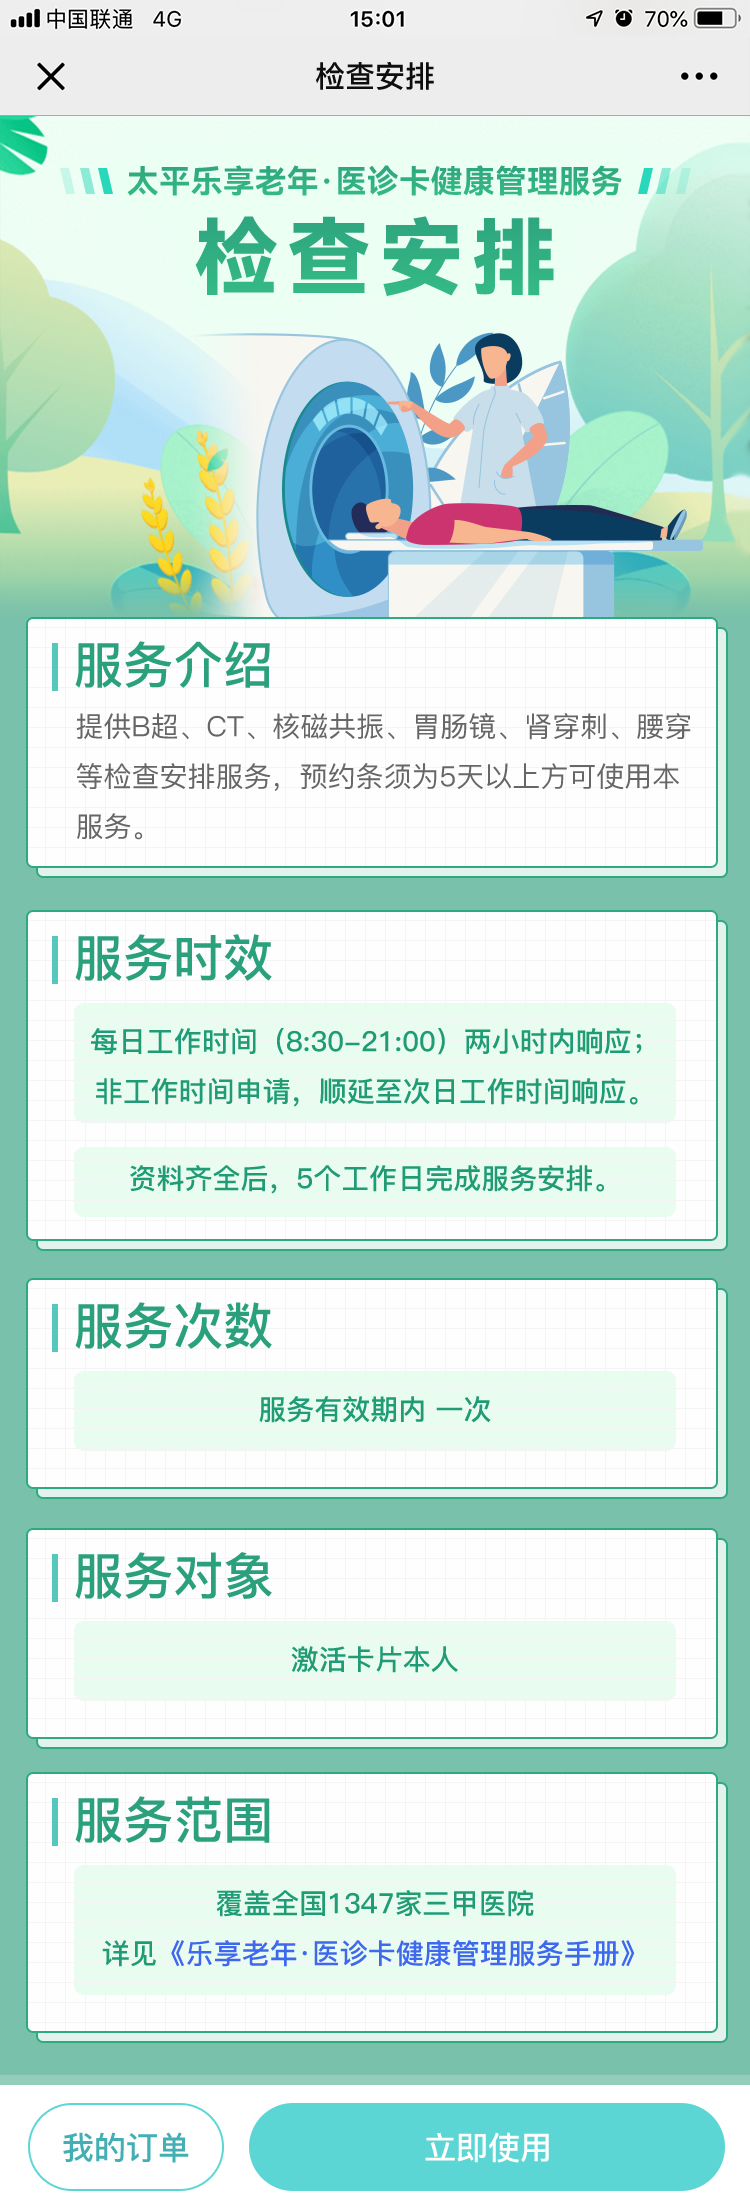 中国联通 4G 15:01 70%
检查安排
太平乐享老年·医诊卡健康管理服务
检查安排
服务介绍
提供B超、CT、核磁共振、胃肠镜、肾穿刺、腰穿
等检查安排服务，预约条须为5天以上方可使用本
服务。
服务时效
每日工作时间（8:30-21:00）两小时内响应；
非工作时间申请，顺延至次日工作时间响应。
资料齐全后，5个工作日完成服务安排。
服务次数
服务有效期内 一次
服务对象
激活卡片本人
服务范围
覆盖全国1347家三甲医院
详见《乐享老年·医诊卡健康管理服务手册》
我的订单 立即使用